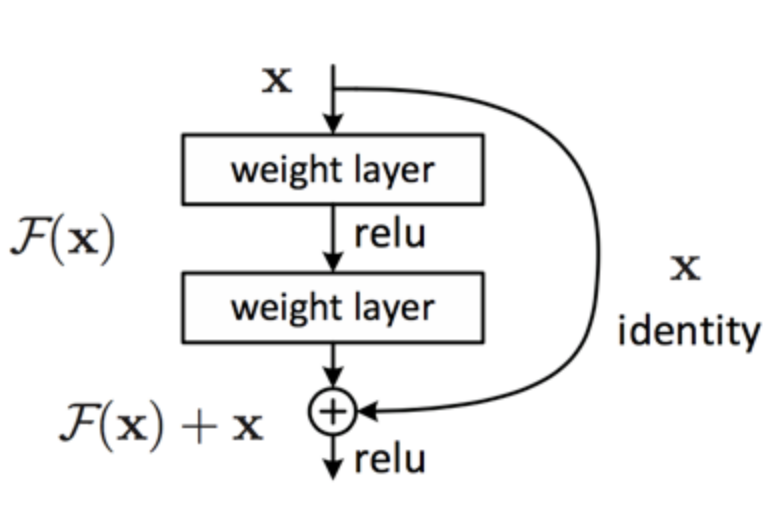 x
weight layer
F(x)
relu
x
weight layer
identity
F(x) + x
relu